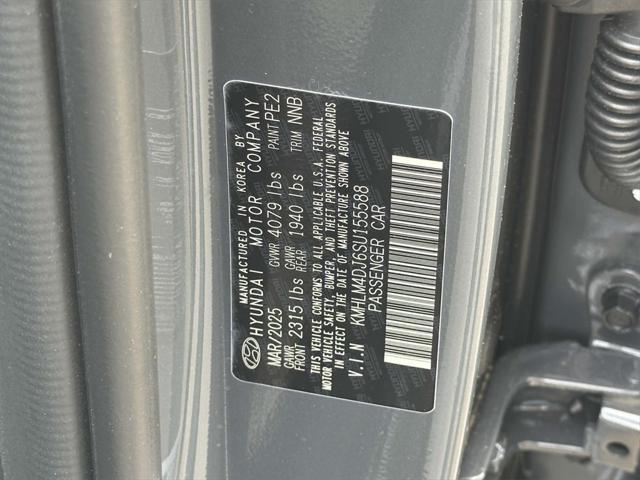 MANUFACTURED IN KOREA BY
HYUNDAI MOTOR COMPANY
MAR/2025 GVWR 4079 lbs PAINT PE2
GAWR FRONT 2315 lbs GAWR REAR 1940 lbs TRIM NNB
THIS VEHICLE CONFORMS TO ALL APPLICABLE U.S.A. FEDERAL
MOTOR VEHICLE SAFETY, BUMPER, AND THEFT PREVENTION STANDARDS
IN EFFECT ON THE DATE OF MANUFACTURE SHOWN ABOVE
V.I.N KMHLM4DJ6SU155588
PASSENGER CAR